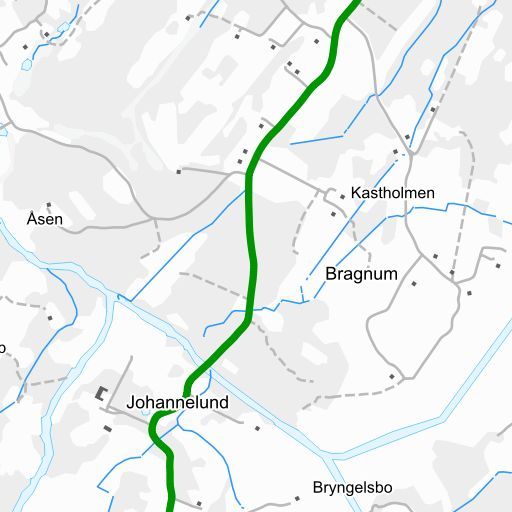 Kastholmen
Åsen
Bragnum
Johannelund
Bryngelsbo